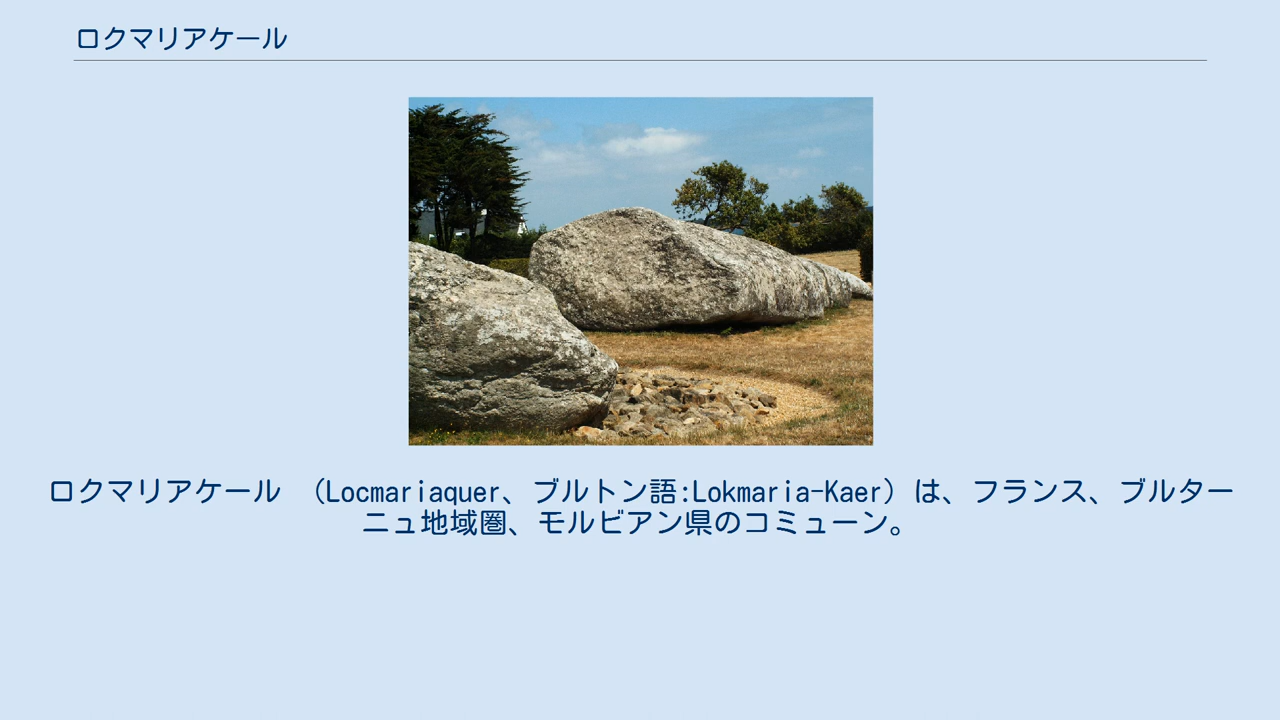 ロクマリアケール
ロクマリアケール （Locmariaquer、ブルトン語:Lokmaria-Kaer）は、フランス、ブルター
ニュ地域圏、モルビアン県のコミューン。